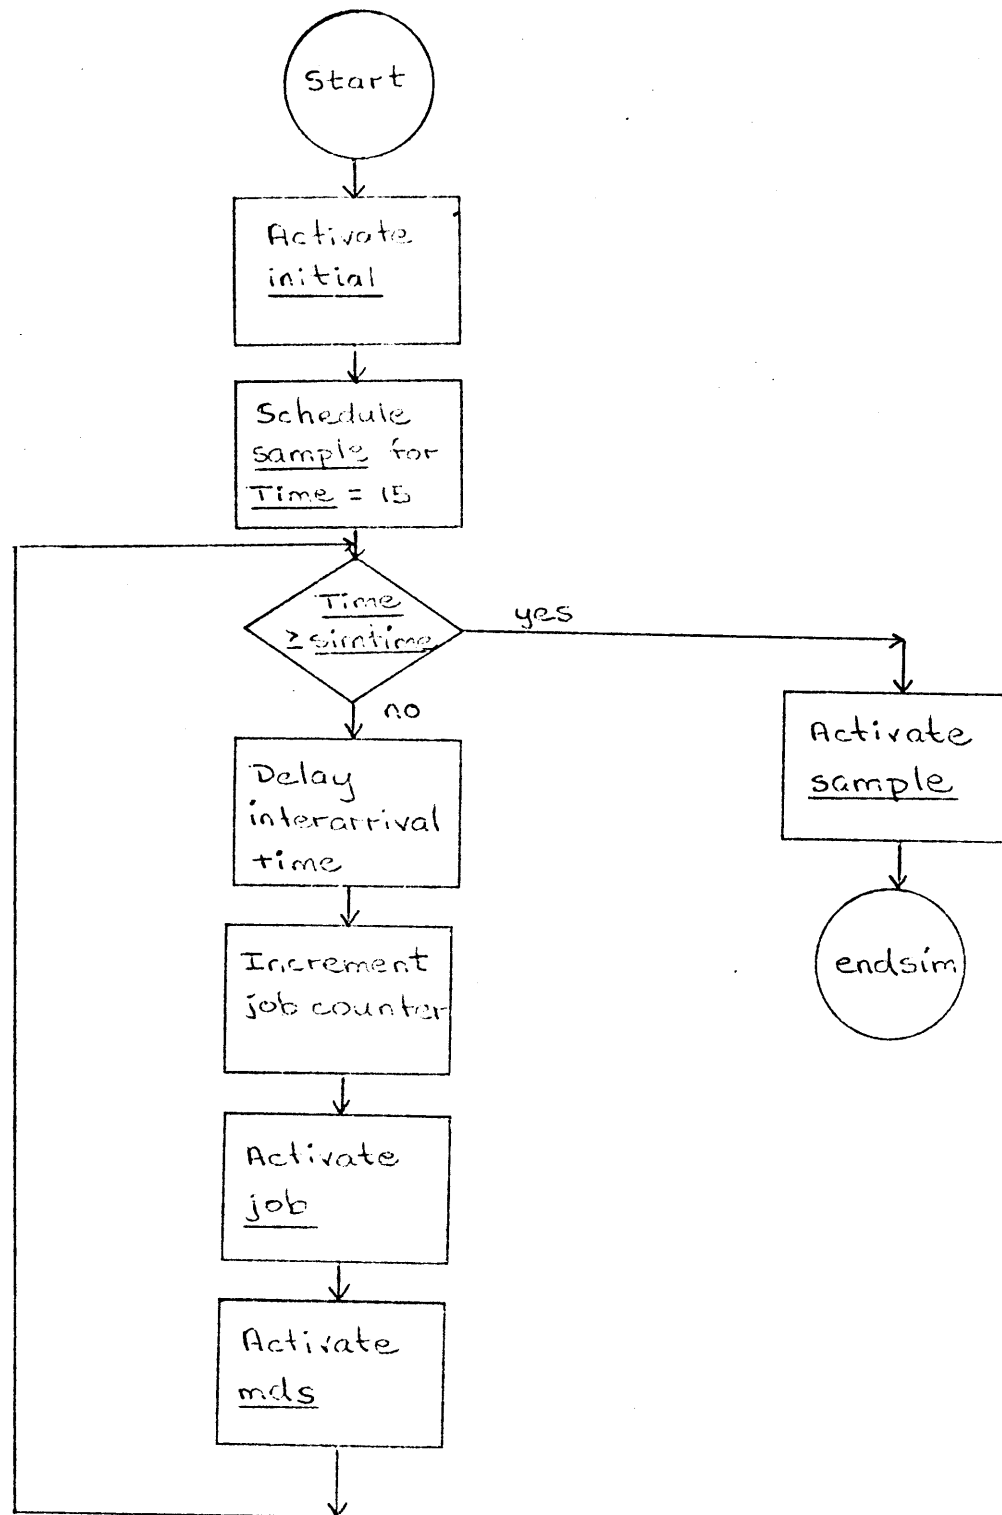 Start
Activate
initial
Schedule
sample for
Time = 15
Time
≥ simtime
yes
no
Delay
interarrival
time
Increment
job counter
Activate
job
Activate
mds
Activate
sample
endsim